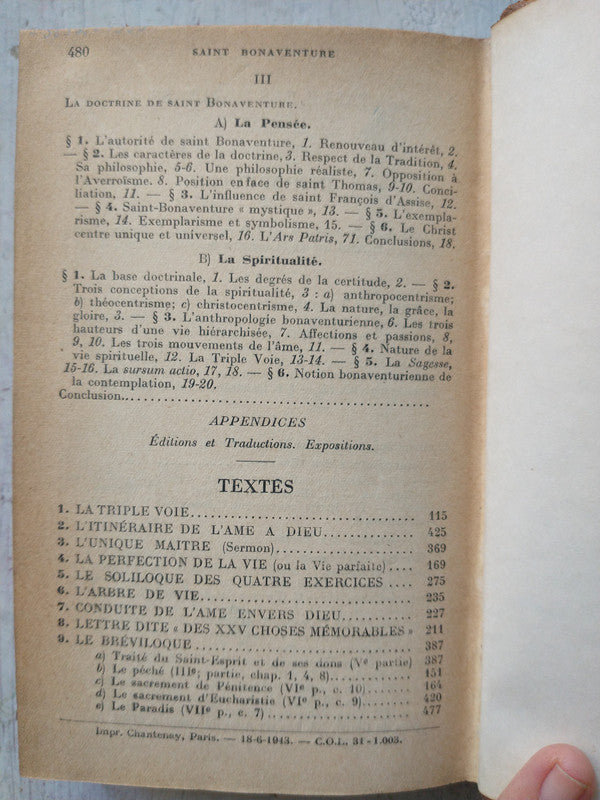 480 SAINT BONAVENTURE
III
LA DOCTRINE DE SAINT BONAVENTURE.
A) La Pensée.
§ 1. L'autorité de saint Bonaventure, 1. Renouveau d'intérêt, 2.
— § 2. Les caractères de la doctrine, 3. Respect de la Tradition, 4.
Sa philosophie, 5-6. Une philosophie réaliste, 7. Opposition à
l'Averroïsme. 8. Position en face de saint Thomas, 9-10. Conci-
liation, 11. — § 3. L'influence de saint François d'Assise, 12.
— § 4. Saint-Bonaventure « mystique », 13. — § 5. L'exempla-
risme, 14. Exemplarisme et symbolisme, 15. — § 6. Le Christ
centre unique et universel, 16. L'Ars Patris, 71. Conclusions, 18.
B) La Spiritualité.
§ 1. La base doctrinale, 1. Les degrés de la certitude, 2. — § 2.
Trois conceptions de la spiritualité, 3 : a) anthropocentrisme;
b) théocentrisme; c) christocentrisme, 4. La nature, la grâce, la
gloire, 3. — § 3. L'anthropologie bonaventurienne, 6. Les trois
hauteurs d'une vie hiérarchisée, 7. Affections et passions, 8,
9, 10. Les trois mouvements de l'âme, 11. — § 4. Nature de la
vie spirituelle, 12. La Triple Voie, 13-14. — § 5. La Sagesse,
15-16. La sursum actio, 17, 18. — § 6. Notion bonaventurienne de
la contemplation, 19-20.
Conclusion..............................................
APPENDICES
Éditions et Traductions. Expositions.
TEXTES
1. LA TRIPLE VOIE.............................. 115
2. L'ITINÉRAIRE DE L'AME A DIEU............... 425
3. L'UNIQUE MAITRE (Sermon)................... 369
4. LA PERFECTION DE LA VIE (ou la Vie parfaite).... 169
5. LE SOLILOQUE DES QUATRE EXERCICES .... 275
6. L'ARBRE DE VIE............................. 235
7. CONDUITE DE L'AME ENVERS DIEU.......... 227
8. LETTRE DITE « DES XXV CHOSES MÉMORABLES » 211
9. LE BRÉVILOQUE.............................. 387
a) Traité du Saint-Esprit et de ses dons (Ve partie) 387
b) Le péché (IIIe; partie, chap. 1, 4, 8)............... 151
c) Le sacrement de Pénitence (VIe p., c. 10)......... 164
d) Le sacrement d'Eucharistie (VIe p., c. 9)......... 420
e) Le Paradis (VIIe p., c. 7)..................... 477
Impr. Chantenay, Paris. — 18-6-1943. — C.O.L. 31-1.003.